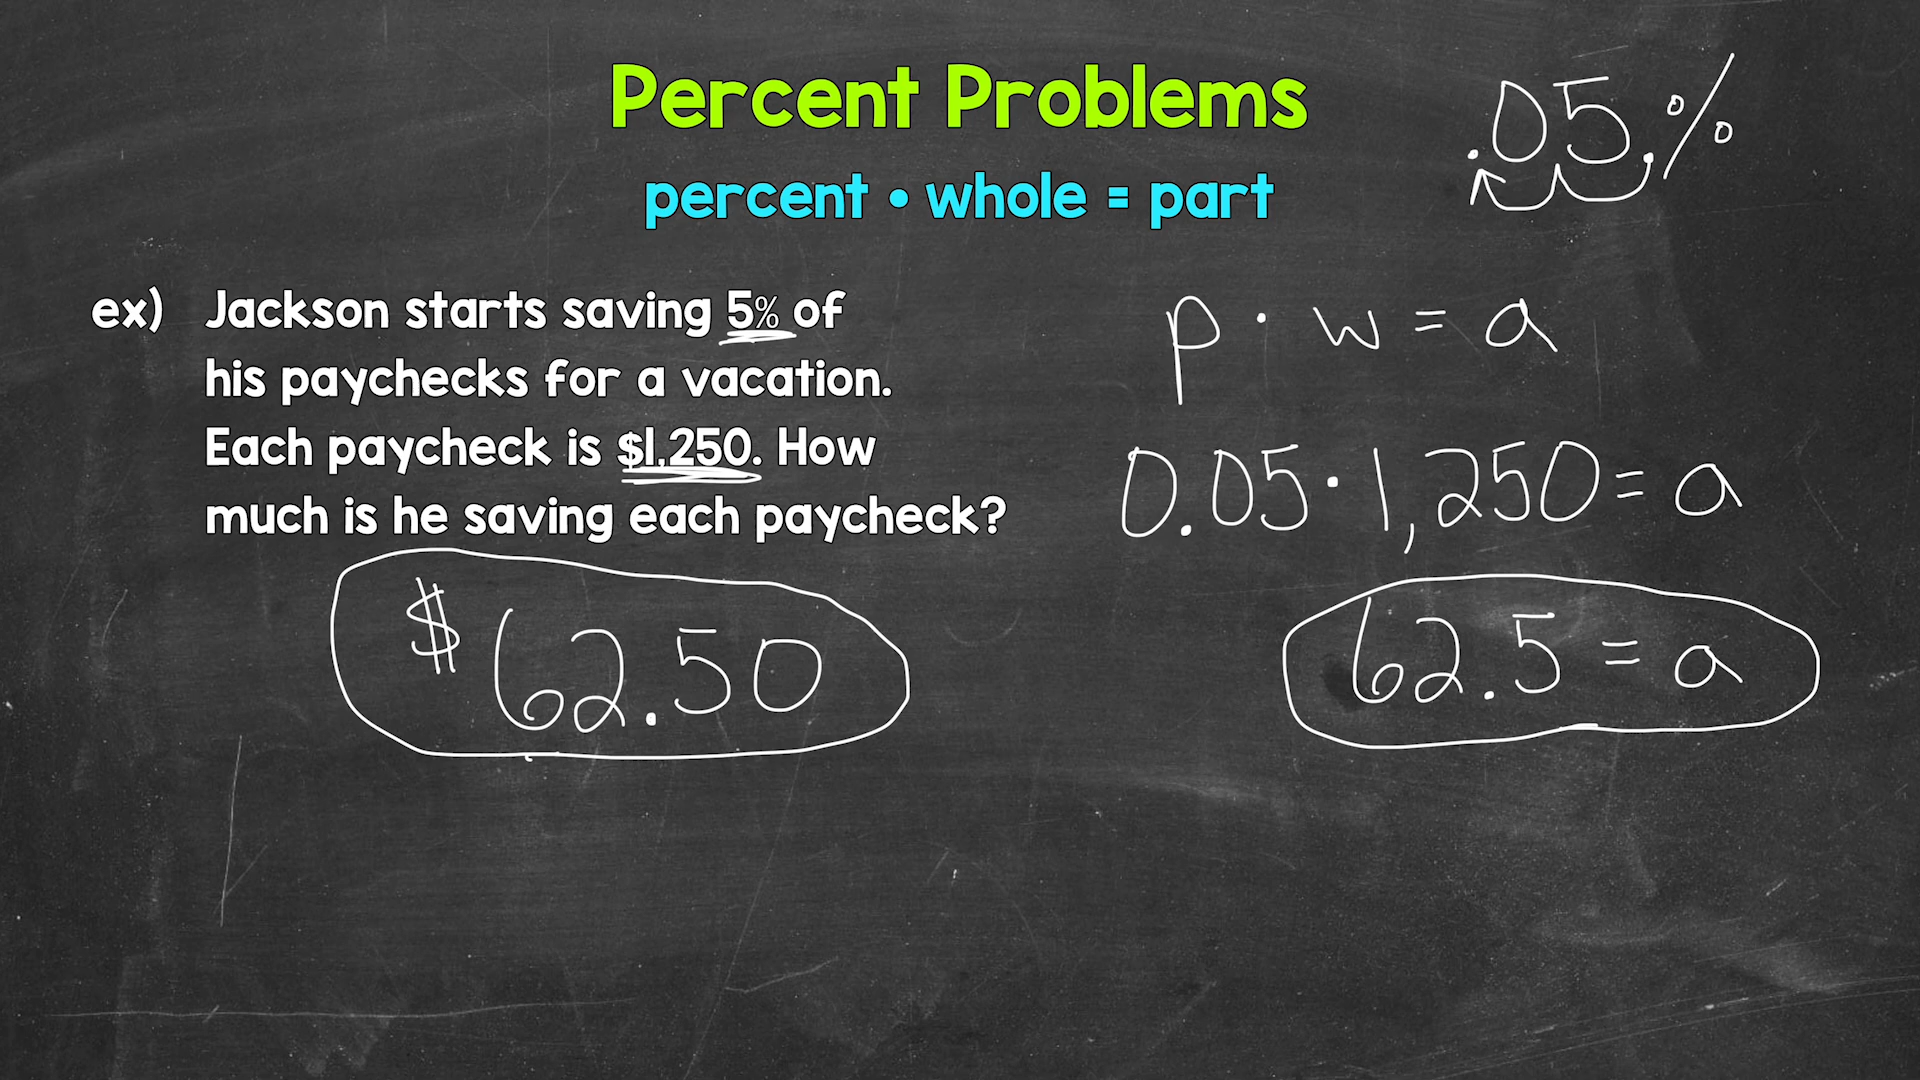 Percent Problems
.05.%
percent • whole = part
ex) Jackson starts saving 5% of
his paychecks for a vacation.
Each paycheck is $1,250. How
much is he saving each paycheck?
$62.50
p · w = a
0.05 · 1,250 = a
62.5 = a